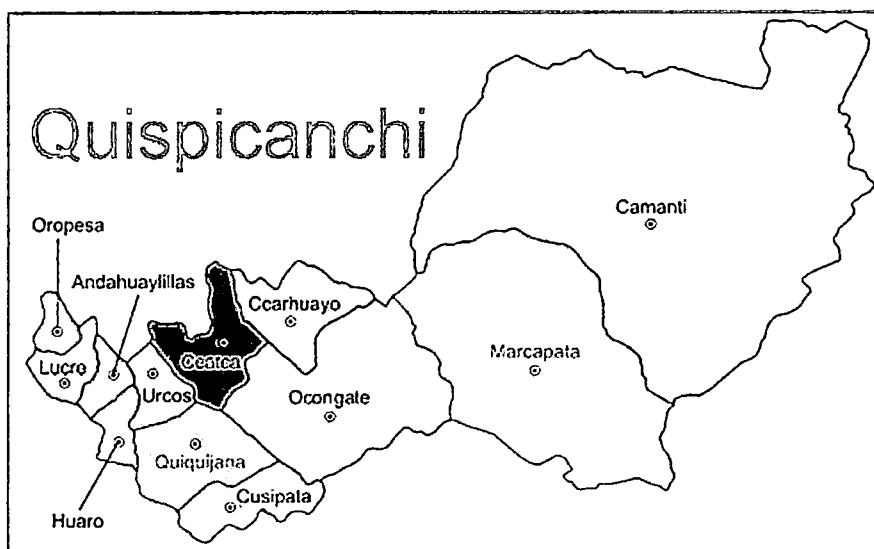 Quispicanchi
Camanti
Oropesa
Andahuaylillas
Ccarhuayo
Lucre
Ccatca
Marcapata
Urcos
Ocongate
Quiquijana
Cusipata
Huaro